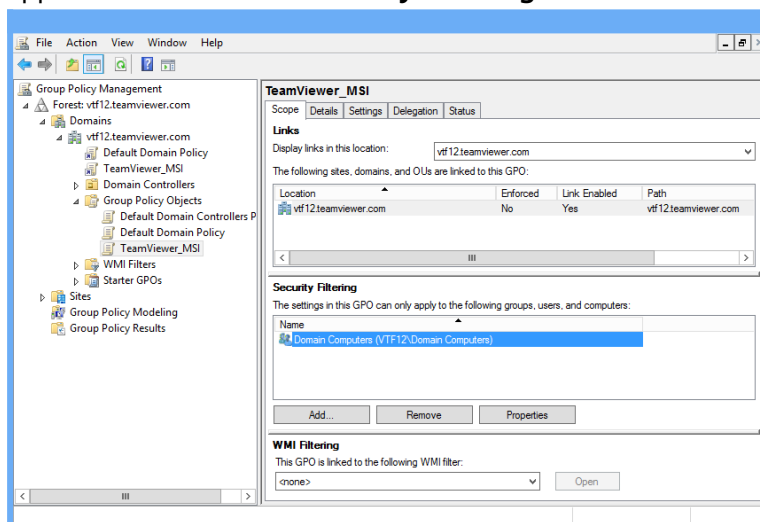 File Action View Window Help
Group Policy Management
Forest: vtf12.teamviewer.com
Domains
vtf12.teamviewer.com
Default Domain Policy
TeamViewer_MSI
Domain Controllers
Group Policy Objects
Default Domain Controllers P
Default Domain Policy
TeamViewer_MSI
WMI Filters
Starter GPOs
Sites
Group Policy Modeling
Group Policy Results
TeamViewer_MSI
Scope Details Settings Delegation Status
Links
Display links in this location: vtf12.teamviewer.com
The following sites, domains, and OUs are linked to this GPO:
Location Enforced Link Enabled Path
vtf12.teamviewer.com No Yes vtf12.teamviewer.com
Security Filtering
The settings in this GPO can only apply to the following groups, users, and computers:
Name
Domain Computers (VTF12\Domain Computers)
Add... Remove Properties
WMI Filtering
This GPO is linked to the following WMI filter:
<none> Open